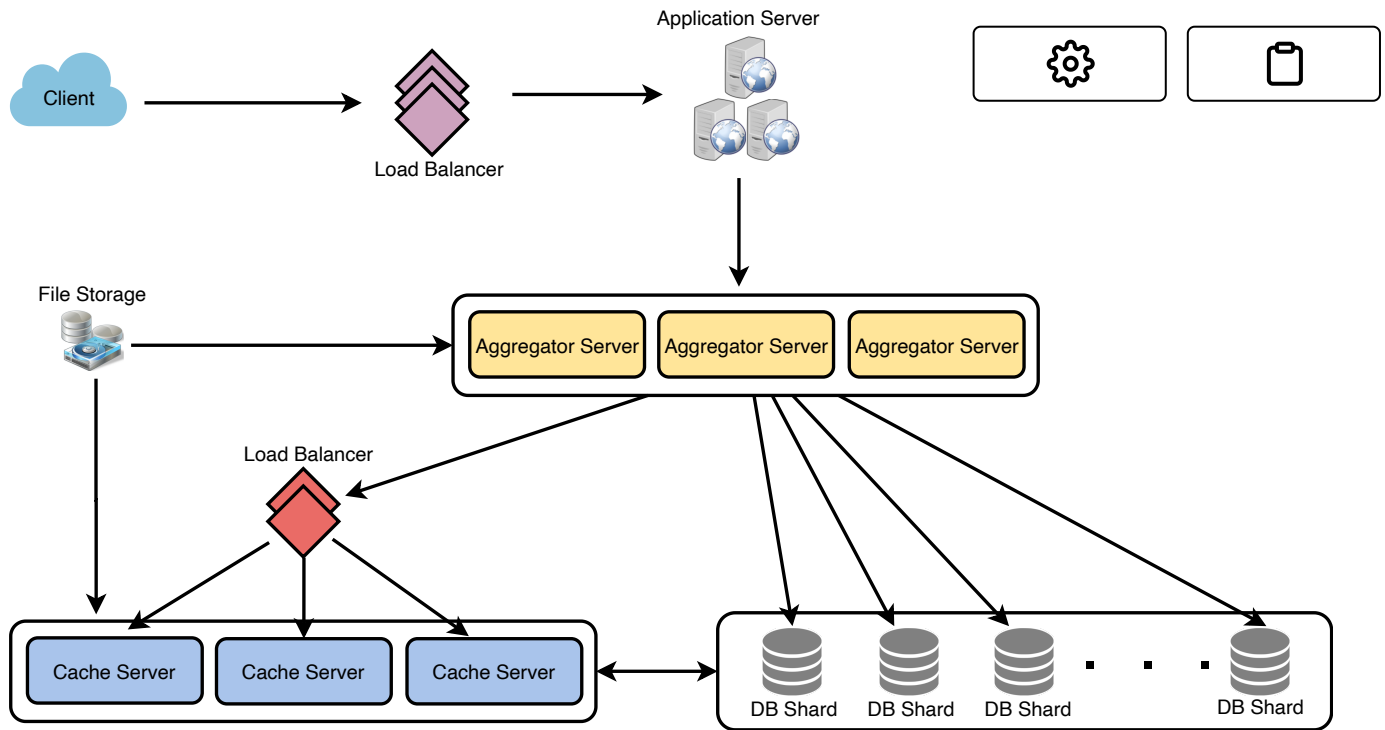 Application Server
Client
Load Balancer
File Storage
Aggregator Server
Aggregator Server
Aggregator Server
Load Balancer
Cache Server
Cache Server
Cache Server
DB Shard
DB Shard
DB Shard
DB Shard